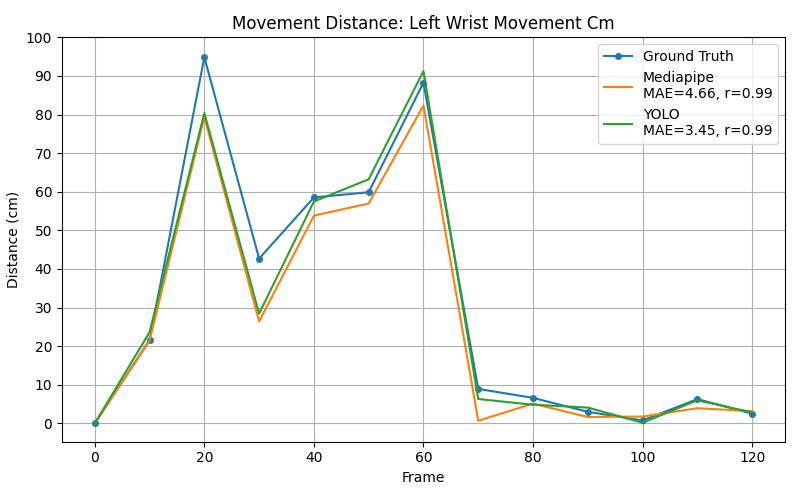 Movement Distance: Left Wrist Movement Cm
Ground Truth
Mediapipe
MAE=4.66, r=0.99
YOLO
MAE=3.45, r=0.99
Distance (cm)
100
90
80
70
60
50
40
30
20
10
0
0 20 40 60 80 100 120
Frame